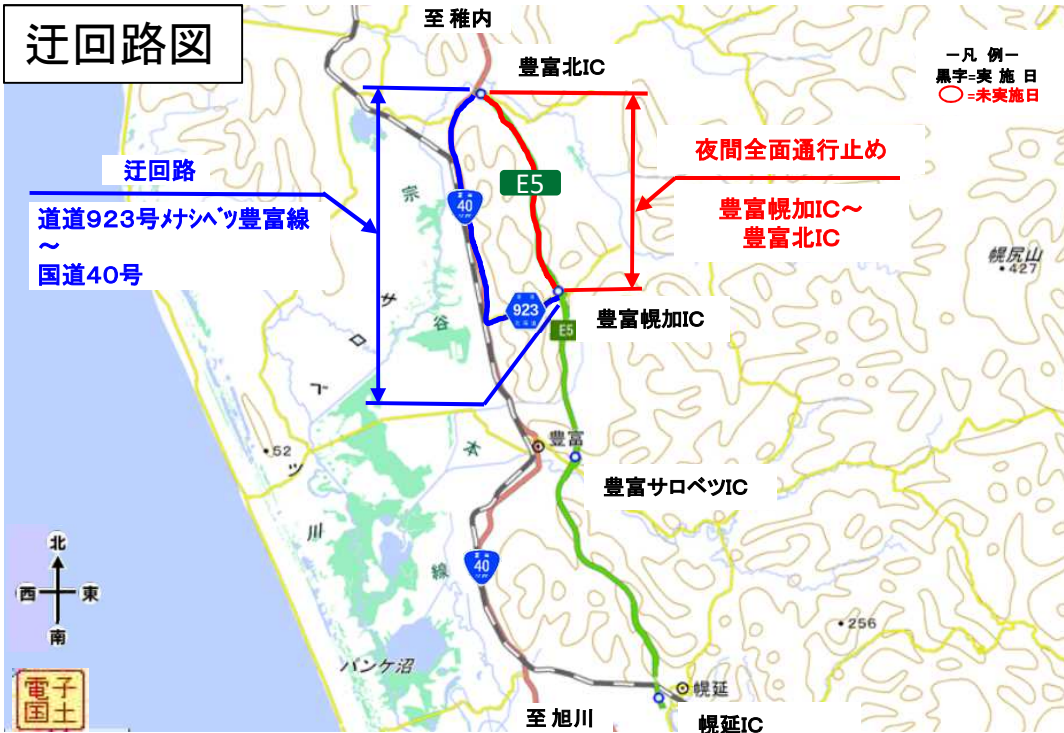 迂回路図
至 稚内
豊富北IC
－凡 例－
黒字=実 施 日
=未実施日
迂回路
道道923号メナシベツ豊富線
～
国道40号
夜間全面通行止め
豊富幌加IC～
豊富北IC
E5
40
宗
谷
本
線
923
北海道
E5
豊富幌加IC
幌尻山
・427
サ
ロ
ベ
ツ
川
・52
豊富
豊富サロベツIC
40
北
西
東
南
・256
パンケ沼
幌延
至 旭川
幌延IC
電子
国土